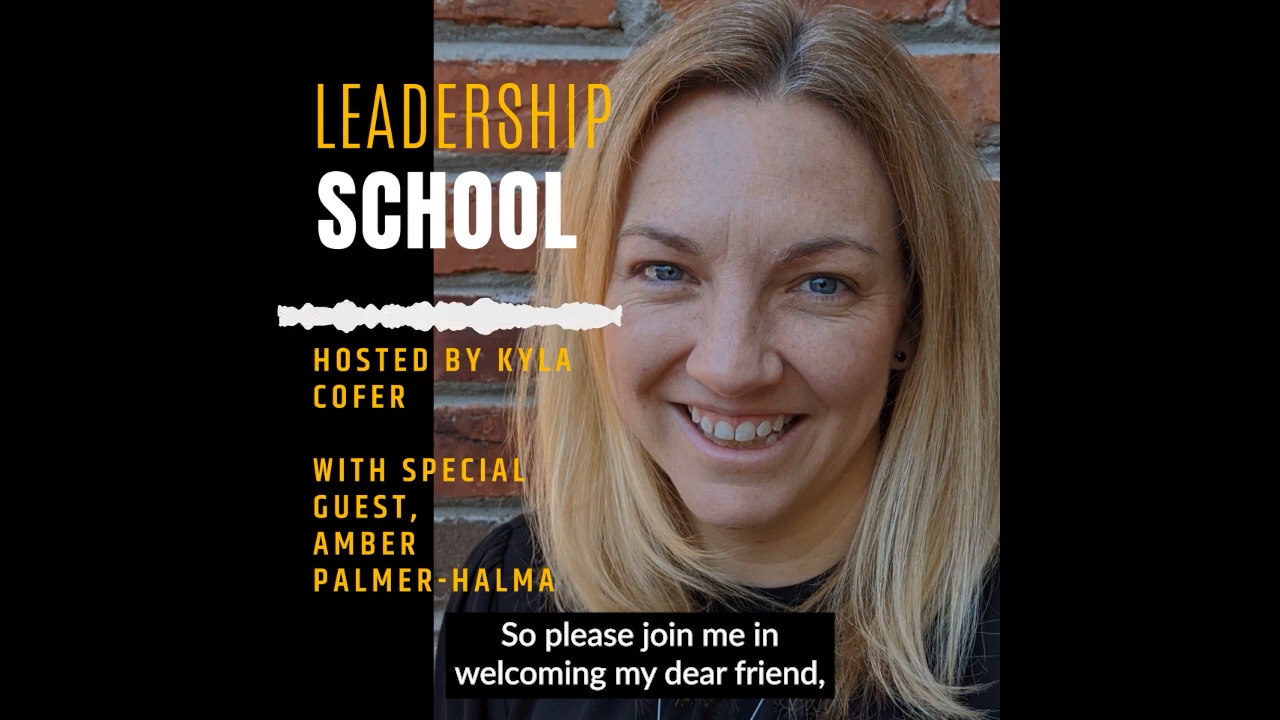 LEADERSHIP
SCHOOL
HOSTED BY KYLA
COFER
WITH SPECIAL
GUEST,
AMBER
PALMER-HALMA
So please join me in
welcoming my dear friend,